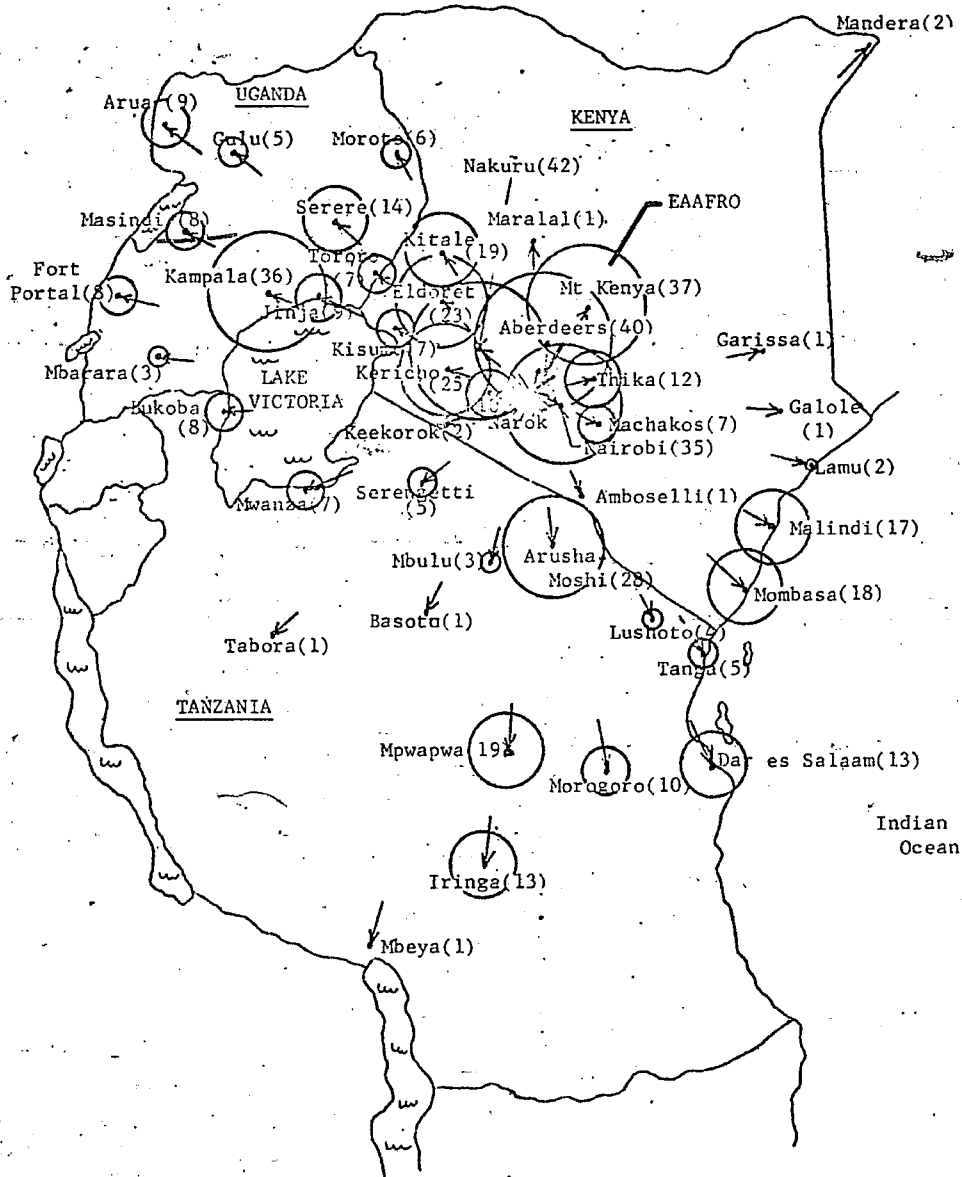 Mandera(2)
Aruar(9)
UGANDA
KENYA
Gulu(5)
Moroto(6)
Nakuru(42)
EAAFRO
Serere(14)
Maralal(1)
Masindi (8)
Kitale
(19)
Tororo
(7)
Fort
Portal(8)
Kampala(36)
Eldoret
(23)
Mt Kenya(37)
Jinja(9)
Aberdeers(40)
Garissa(1)
Kisumu(7)
Mbarara(3)
LAKE
VICTORIA
Kericho
(25)
Thika(12)
Bukoba
(8)
Narok
Galole
(1)
Keekorok(2)
Machakos(7)
Nairobi(35)
Lamu(2)
Mwanza(7)
Serengetti
(5)
Amboselli(1)
Malindi(17)
Mbulu(3)
Arusha
Moshi(28)
Mombasa(18)
Basotu(1)
Lushoto(4)
Tabora(1)
Tanga(5)
TANZANIA
Mpwapwa(19)
Dar es Salaam(13)
Morogoro(10)
Indian
Ocean
Iringa(13)
Mbeya(1)